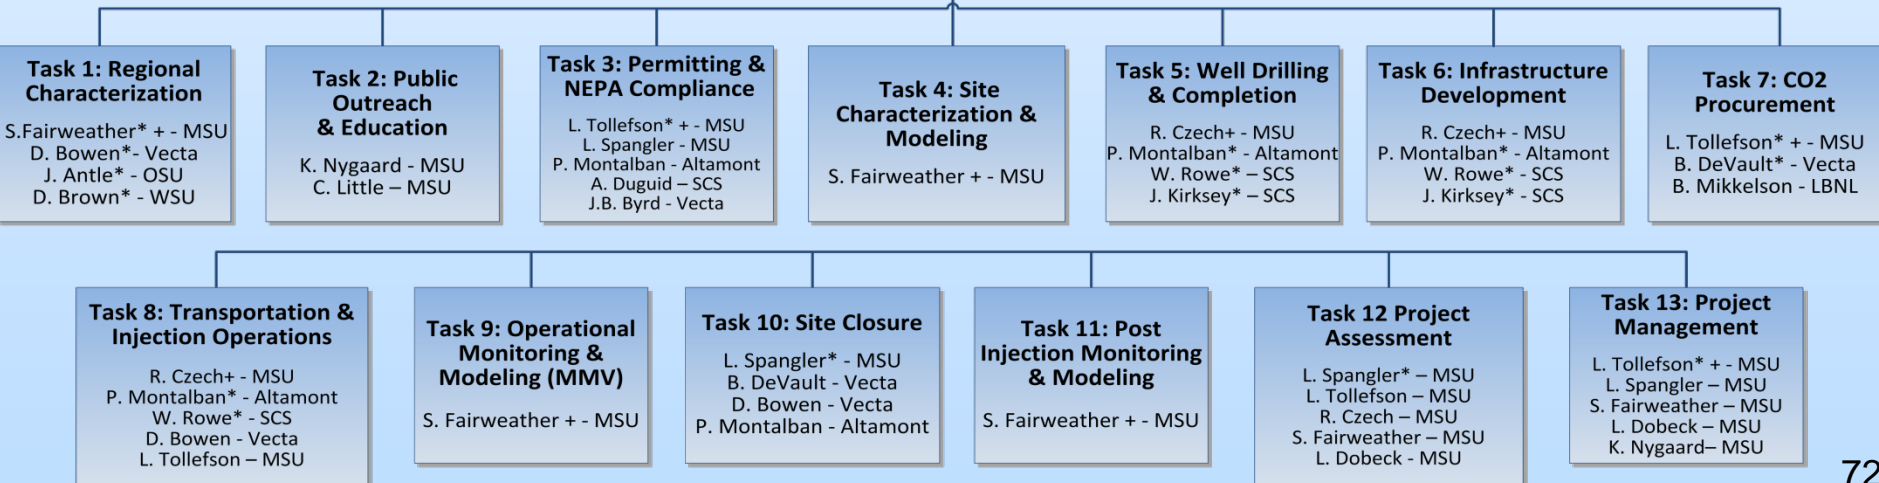 Task 1: Regional
Characterization
S.Fairweather* + - MSU
D. Bowen*- Vecta
J. Antle* - OSU
D. Brown* - WSU
Task 2: Public
Outreach
& Education
K. Nygaard - MSU
C. Little – MSU
Task 3: Permitting &
NEPA Compliance
L. Tollefson* + - MSU
L. Spangler - MSU
P. Montalban - Altamont
A. Duguid – SCS
J.B. Byrd - Vecta
Task 4: Site
Characterization &
Modeling
S. Fairweather + - MSU
Task 5: Well Drilling
& Completion
R. Czech+ - MSU
P. Montalban* - Altamont
W. Rowe* – SCS
J. Kirksey* – SCS
Task 6: Infrastructure
Development
R. Czech+ - MSU
P. Montalban* - Altamont
W. Rowe* - SCS
J. Kirksey* - SCS
Task 7: CO2
Procurement
L. Tollefson* + - MSU
B. DeVault* - Vecta
B. Mikkelson - LBNL
Task 8: Transportation &
Injection Operations
R. Czech+ - MSU
P. Montalban* - Altamont
W. Rowe* - SCS
D. Bowen - Vecta
L. Tollefson – MSU
Task 9: Operational
Monitoring &
Modeling (MMV)
S. Fairweather + - MSU
Task 10: Site Closure
L. Spangler* - MSU
B. DeVault - Vecta
D. Bowen - Vecta
P. Montalban - Altamont
Task 11: Post
Injection Monitoring
& Modeling
S. Fairweather + - MSU
Task 12 Project
Assessment
L. Spangler* – MSU
L. Tollefson – MSU
R. Czech – MSU
S. Fairweather – MSU
L. Dobeck - MSU
Task 13: Project
Management
L. Tollefson* + - MSU
L. Spangler – MSU
S. Fairweather – MSU
L. Dobeck – MSU
K. Nygaard– MSU
72